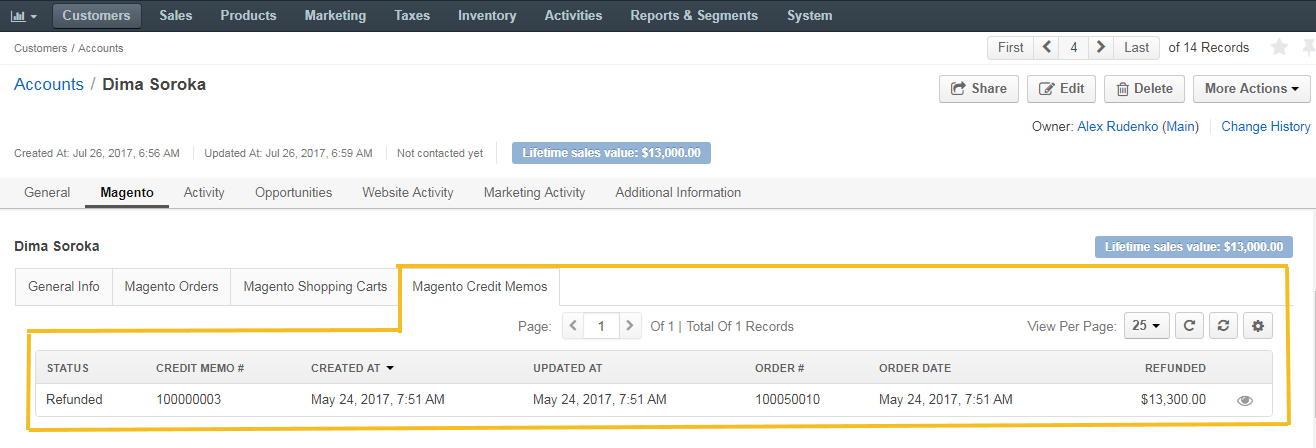 Customers Sales Products Marketing Taxes Inventory Activities Reports & Segments System
Customers / Accounts First 4 Last of 14 Records
Accounts / Dima Soroka Share Edit Delete More Actions
Owner: Alex Rudenko (Main) Change History
Created At: Jul 26, 2017, 6:56 AM Updated At: Jul 26, 2017, 6:59 AM Not contacted yet Lifetime sales value: $13,000.00
General Magento Activity Opportunities Website Activity Marketing Activity Additional Information
Dima Soroka Lifetime sales value: $13,000.00
General Info Magento Orders Magento Shopping Carts Magento Credit Memos
Page: 1 Of 1 | Total Of 1 Records View Per Page: 25
STATUS CREDIT MEMO # CREATED AT UPDATED AT ORDER # ORDER DATE REFUNDED
Refunded 100000003 May 24, 2017, 7:51 AM May 24, 2017, 7:51 AM 100050010 May 24, 2017, 7:51 AM $13,300.00